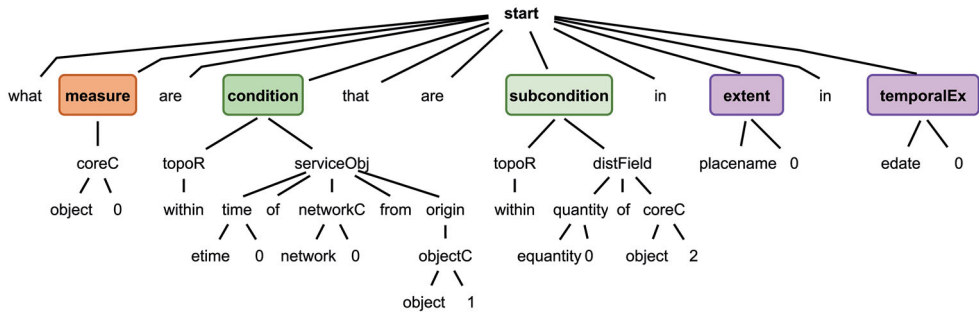 start
what measure are condition that are subcondition in extent in temporalEx
coreC topoR serviceObj topoR distField placename 0 edate 0
object 0 within time of networkC from origin within quantity of coreC
etime 0 network 0 objectC equantity 0 object 2
object 1